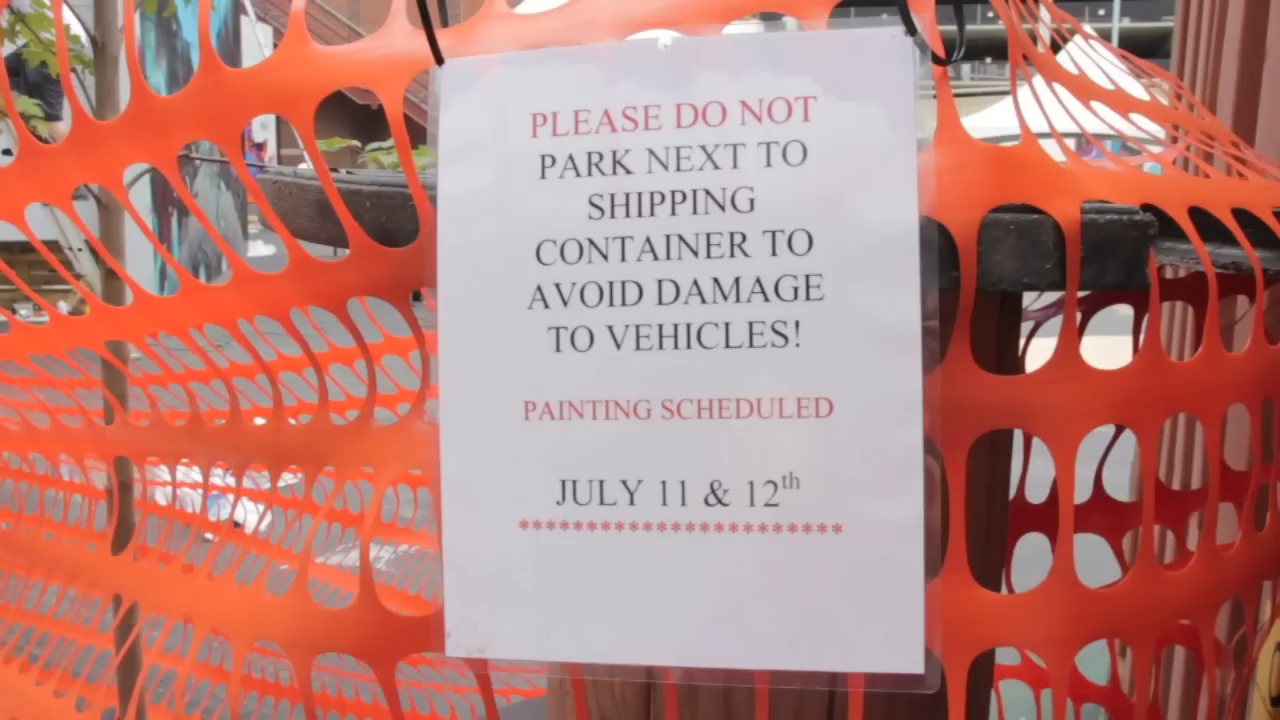 PLEASE DO NOT
PARK NEXT TO
SHIPPING
CONTAINER TO
AVOID DAMAGE
TO VEHICLES!
PAINTING SCHEDULED
JULY 11 & 12th
************************